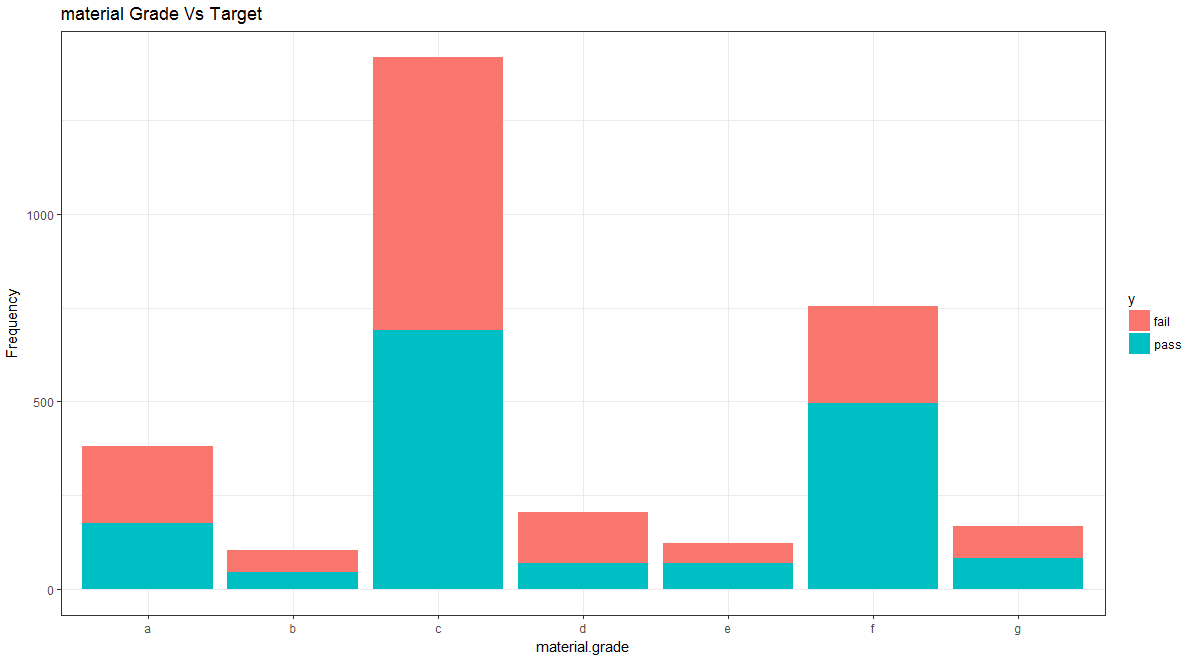 material Grade Vs Target
Frequency
1000
500
0
a b c d e f g
material.grade
y
fail
pass